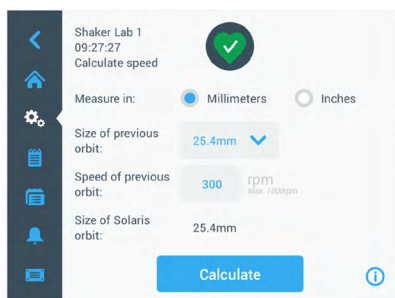 Shaker Lab 1
09:27:27
Calculate speed
Measure in: Millimeters Inches
Size of previous
orbit:
25.4mm
Speed of previous
orbit:
300 rpm
Max: 1000rpm
Size of Solaris
orbit:
25.4mm
Calculate